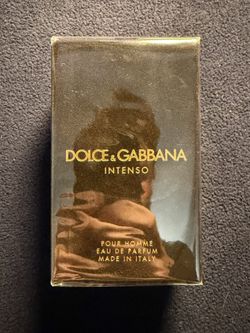 DOLCE & GABBANA
INTENSO
POUR HOMME
EAU DE PARFUM
MADE IN ITALY